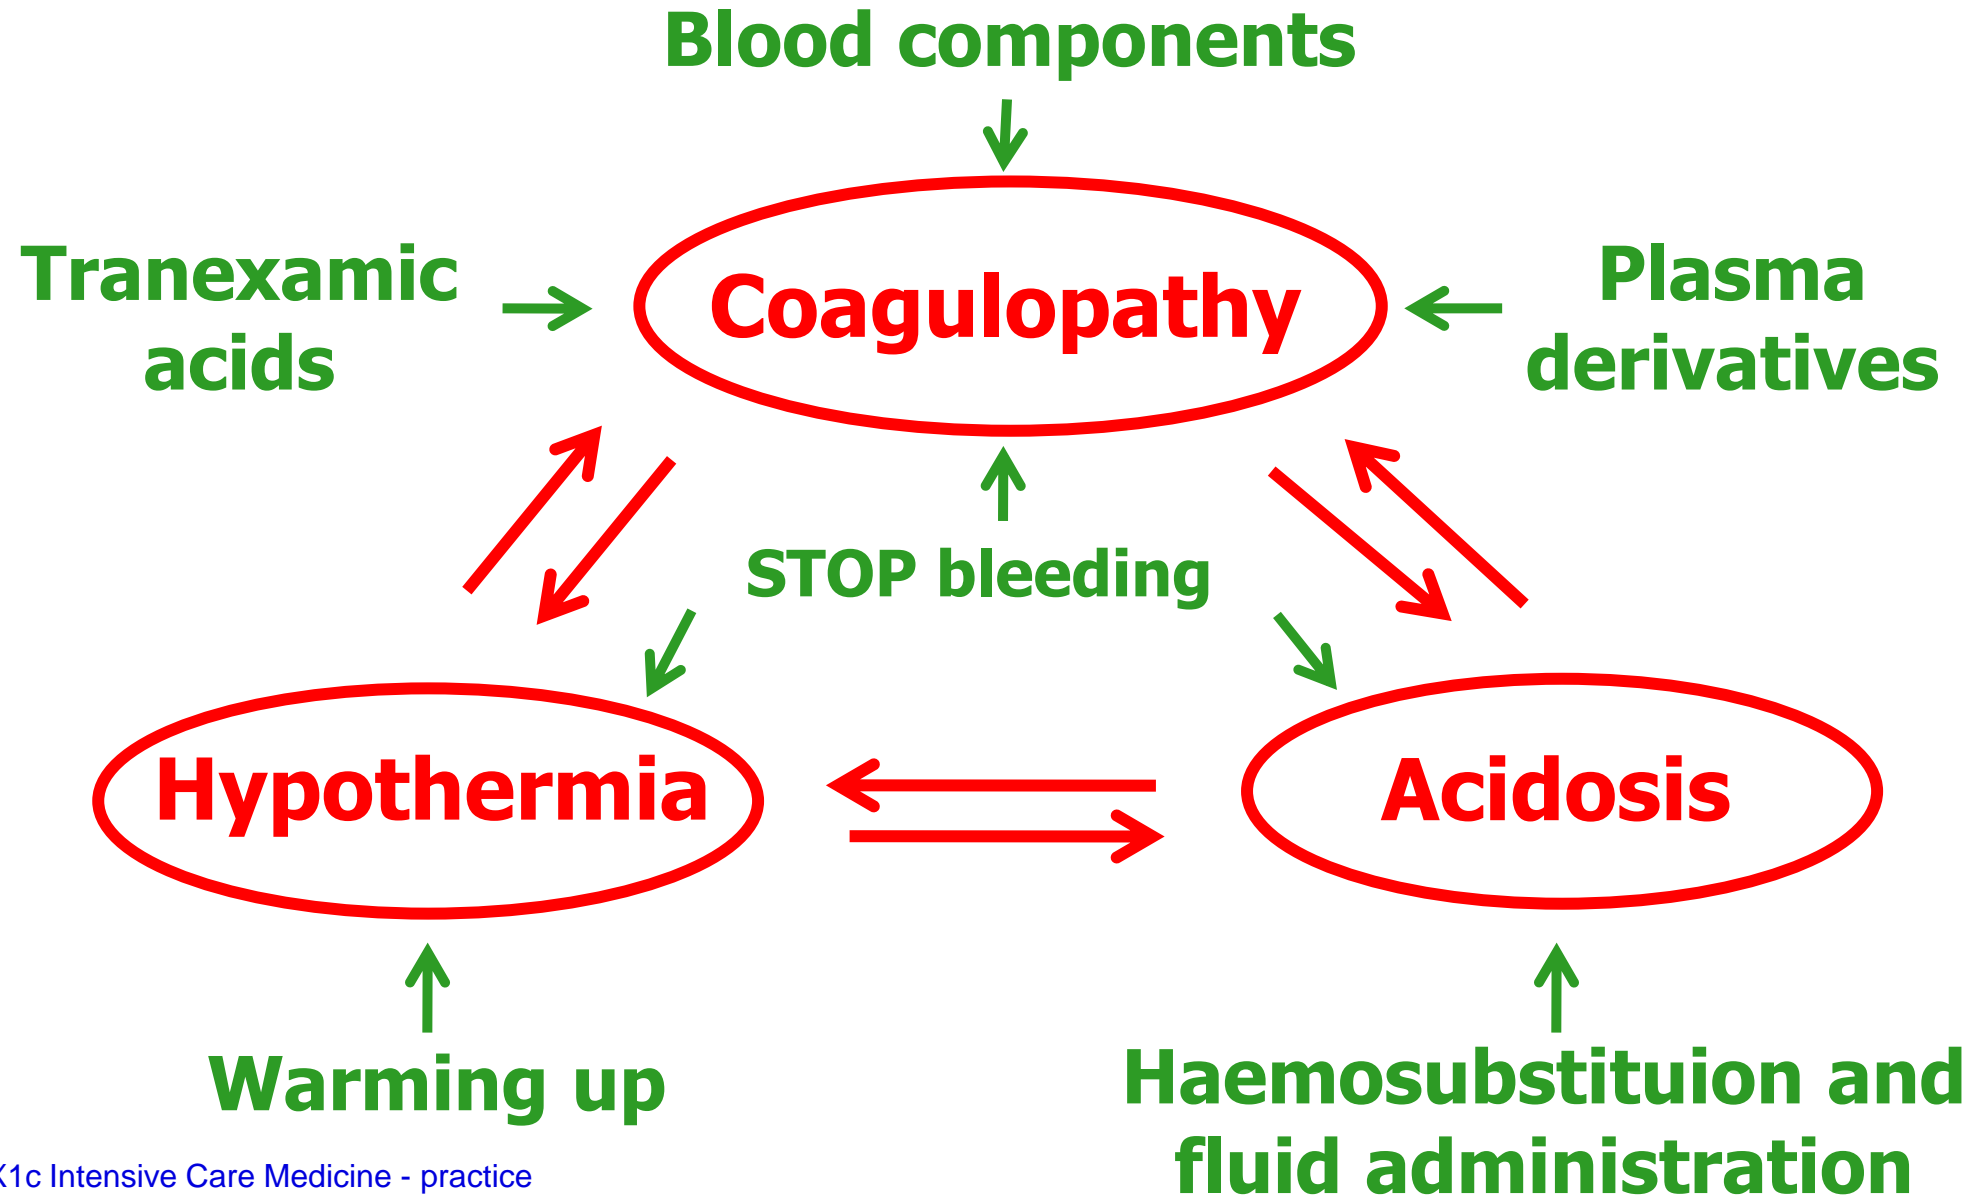 Blood components
Tranexamic
acids
Coagulopathy
Plasma
derivatives
STOP bleeding
Hypothermia
Acidosis
Warming up
Haemosubstituion and
fluid administration
X1c Intensive Care Medicine - practice